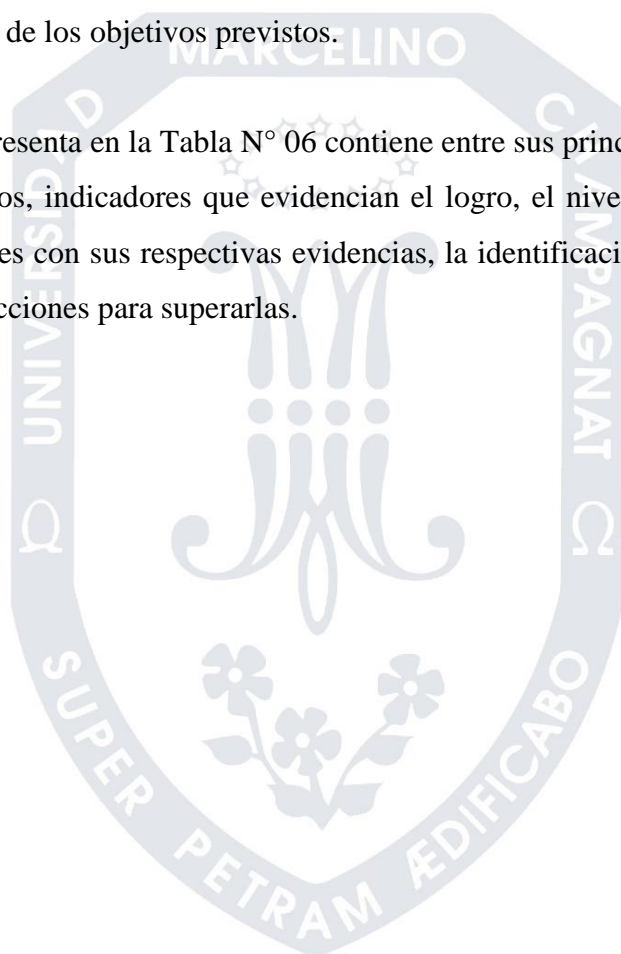 de los objetivos previstos.
resenta en la Tabla N° 06 contiene entre sus princ
os, indicadores que evidencian el logro, el nive
es con sus respectivas evidencias, la identificaci
cciones para superarlas.
UNIVERSIDAD MARCELINO CHAMPAGNAT
SUPER PETRAM ÆDIFICABO